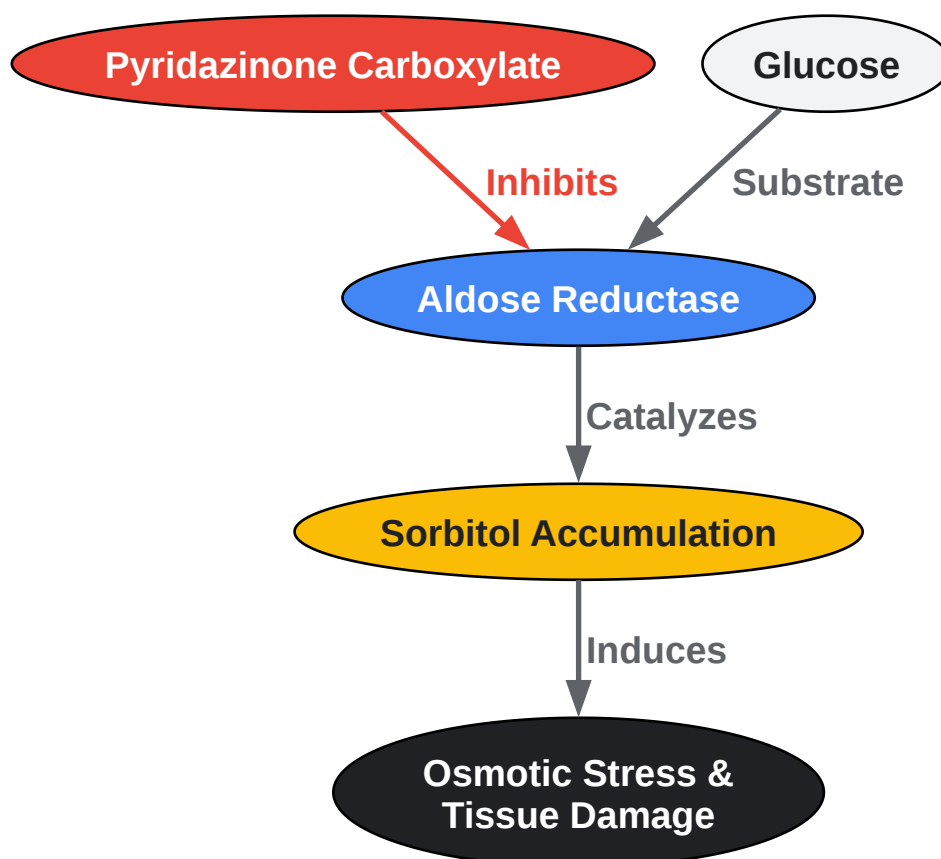 Pyridazinone Carboxylate
Glucose
Inhibits
Substrate
Aldose Reductase
Catalyzes
Sorbitol Accumulation
Induces
Osmotic Stress &
Tissue Damage